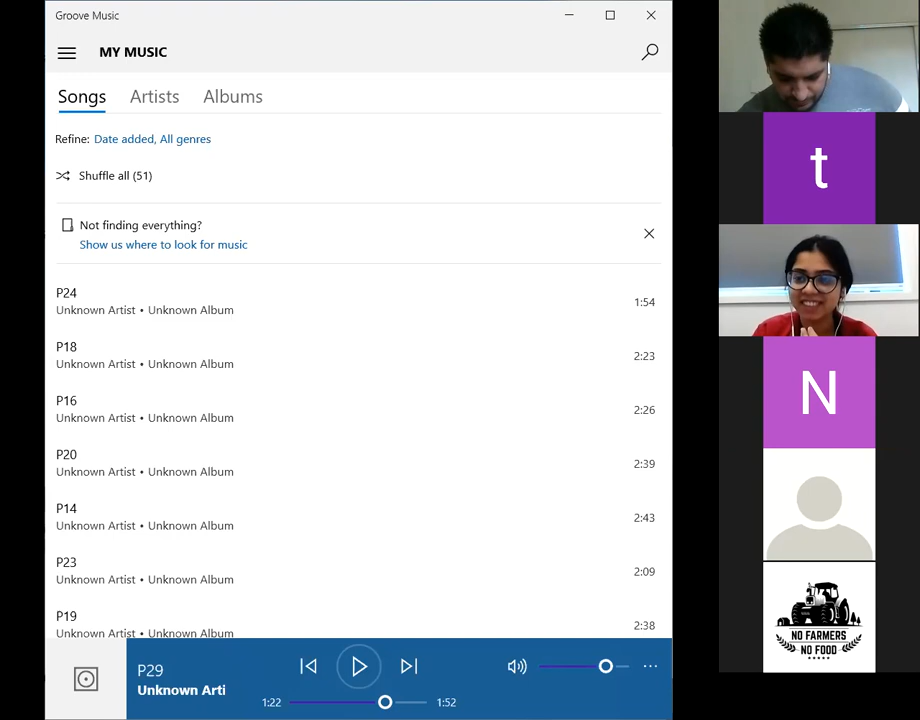 Groove Music
MY MUSIC
Songs Artists Albums
Refine: Date added, All genres
Shuffle all (51)
Not finding everything?
Show us where to look for music
P24
Unknown Artist • Unknown Album
1:54
P18
Unknown Artist • Unknown Album
2:23
P16
Unknown Artist • Unknown Album
2:26
P20
Unknown Artist • Unknown Album
2:39
P14
Unknown Artist • Unknown Album
2:43
P23
Unknown Artist • Unknown Album
2:09
P19
Unknown Artist • Unknown Album
2:38
P29
Unknown Arti
1:22
1:52
t
N
NO FARMERS
NO FOOD